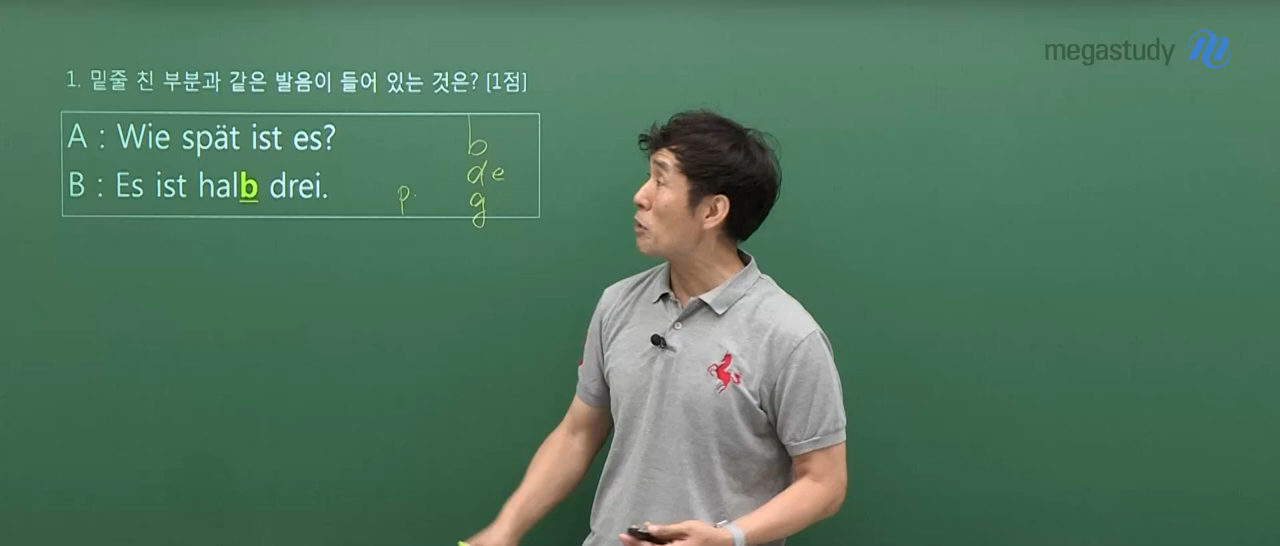 megastudy
1. 밑줄 친 부분과 같은 발음이 들어 있는 것은? [1점]
A : Wie spät ist es?
B : Es ist halb drei.
p.
b
de
g